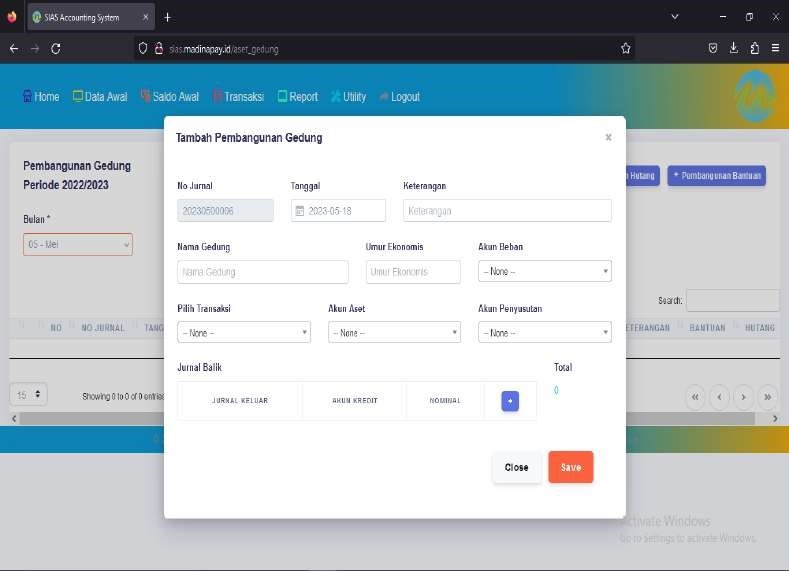 SIAS Accounting System
sias.madinapay.id/aset_gedung
Home Data Awal Saldo Awal Transaksi Report Utility Logout
Tambah Pembangunan Gedung
Pembangunan Gedung
Periode 2022/2023
Hutang + Pembangunan Bantuan
No Jurnal Tanggal Keterangan
20230500006 2023-05-18 Keterangan
Bulan *
05 - Mei
Nama Gedung Umur Ekonomis Akun Beban
Nama Gedung Umur Ekonomis -- None --
Search:
Pilih Transaksi Akun Aset Akun Penyusutan
NO NO JURNAL TANG -- None -- -- None -- -- None -- ETERANGAN BANTUAN HUTANG
Jurnal Balik Total
15 Showing 0 to 0 of 0 entries
JURNAL KELUAR AKUN KREDIT NOMINAL + 0
Close Save
Activate Windows
Go to Settings to activate Windows.